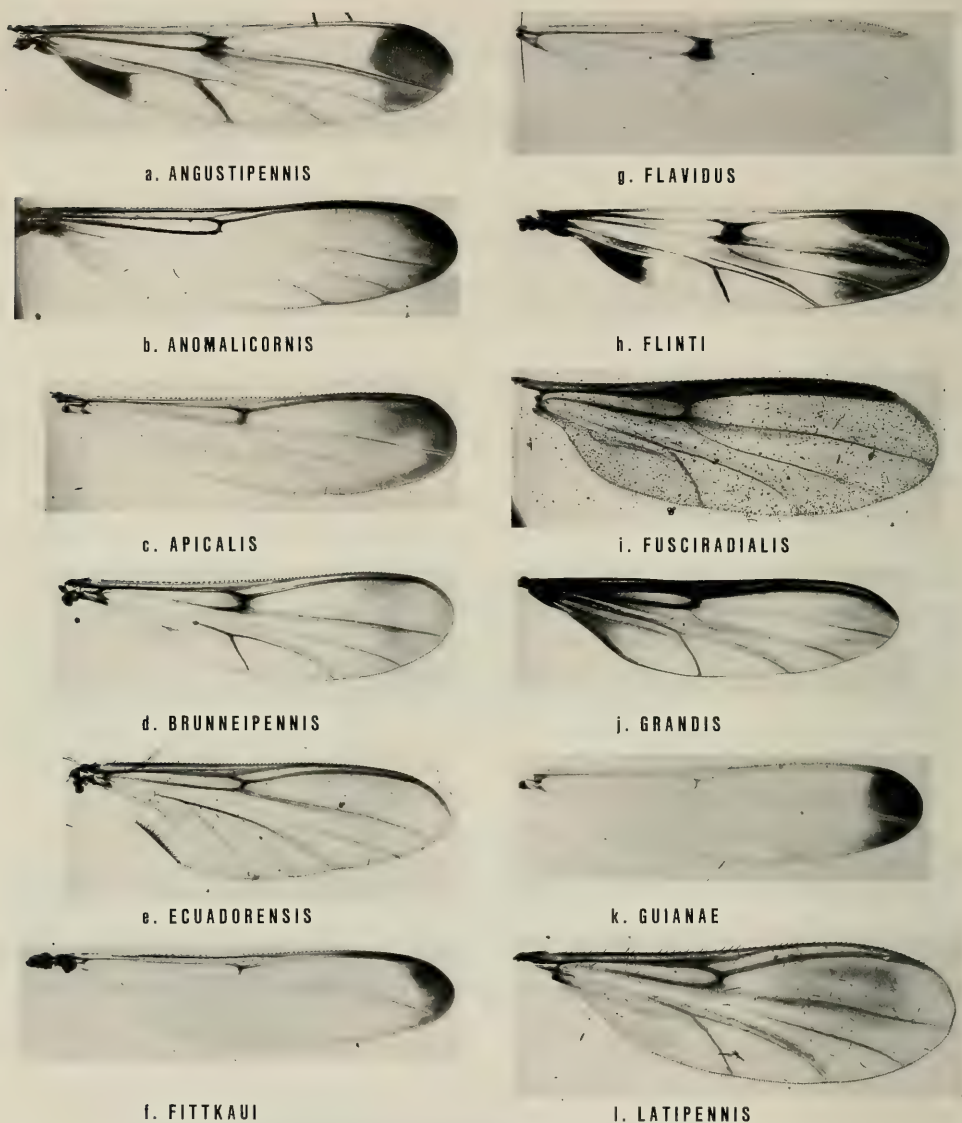 a. ANGUSTIPENNIS
b. ANOMALICORNIS
c. APICALIS
d. BRUNNEIPENNIS
e. ECUADORENSIS
f. FITTKAUI
g. FLAVIDUS
h. FLINTI
i. FUSCIRADIALIS
j. GRANDIS
k. GUIANAE
l. LATIPENNIS